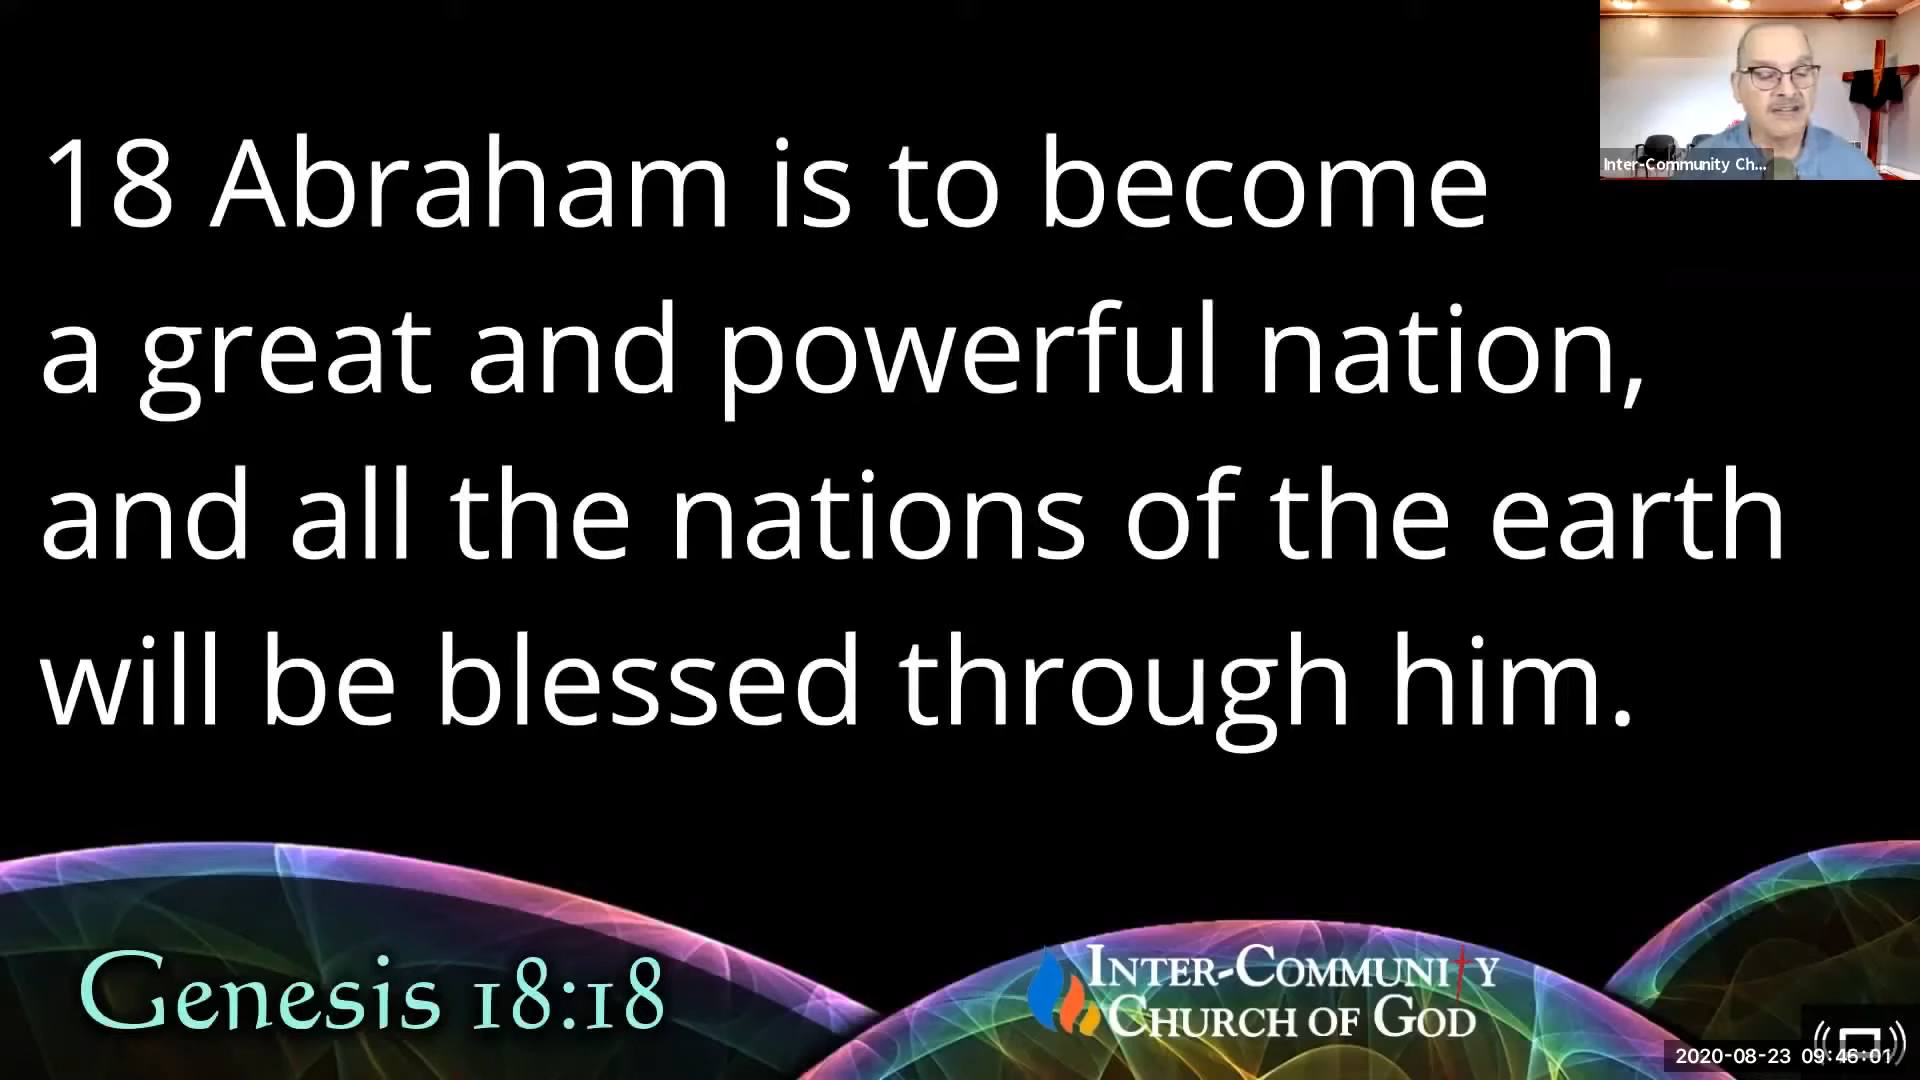 18 Abraham is to become
a great and powerful nation,
and all the nations of the earth
will be blessed through him.
Inter-Community Ch...
Genesis 18:18
INTER-COMMUNITY
CHURCH OF GOD
2020-08-23 09:46:01